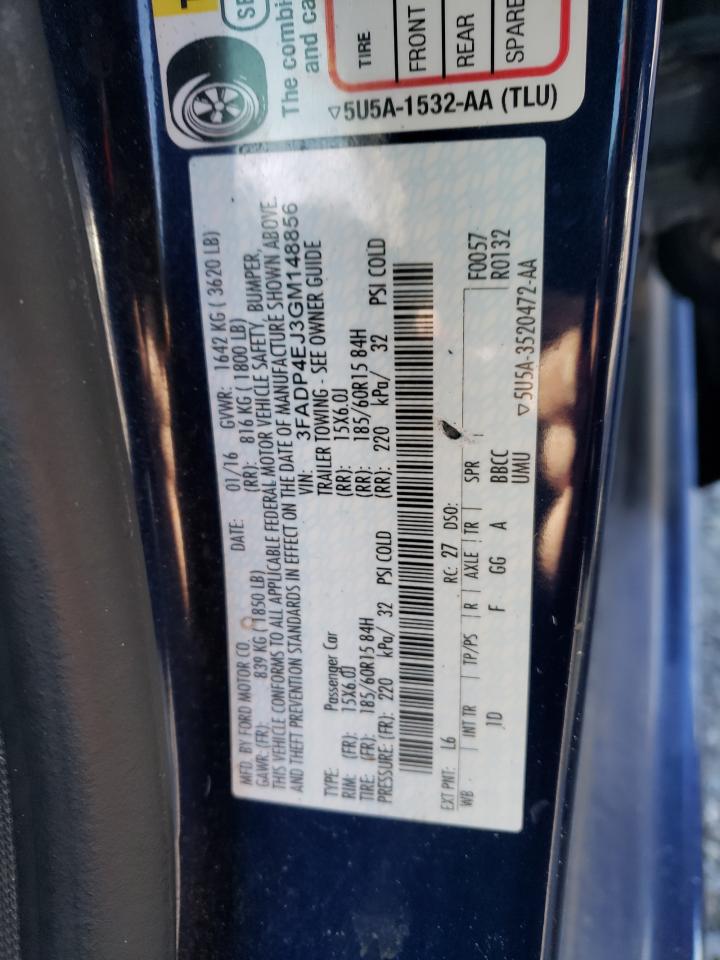 SE
The combi
and ca
TIRE
FRONT
REAR
SPARE
▽5U5A-1532-AA (TLU)
MFD. BY FORD MOTOR CO.
DATE: 01/16 GVWR: 1642 KG ( 3620 LB)
GAWR: (FR): 839 KG ( 1850 LB) (RR): 816 KG ( 1800 LB)
THIS VEHICLE CONFORMS TO ALL APPLICABLE FEDERAL MOTOR VEHICLE SAFETY, BUMPER,
AND THEFT PREVENTION STANDARDS IN EFFECT ON THE DATE OF MANUFACTURE SHOWN ABOVE.
VIN: 3FADP4EJ3GM148856
TYPE: Passenger Car TRAILER TOWING - SEE OWNER GUIDE
RIM: (FR): 15X6.0J (RR): 15X6.0J
TIRE: (FR): 185/60R15 84H (RR): 185/60R15 84H
PRESSURE: (FR): 220 kPa/ 32 PSI COLD (RR): 220 kPa/ 32 PSI COLD
EXT PNT: L6 RC: 27 DSO:
WB INT TR TP/PS R AXLE TR SPR
F0057
JD F GG A BBCC R0132
UMU ▽5U5A-3520472-AA